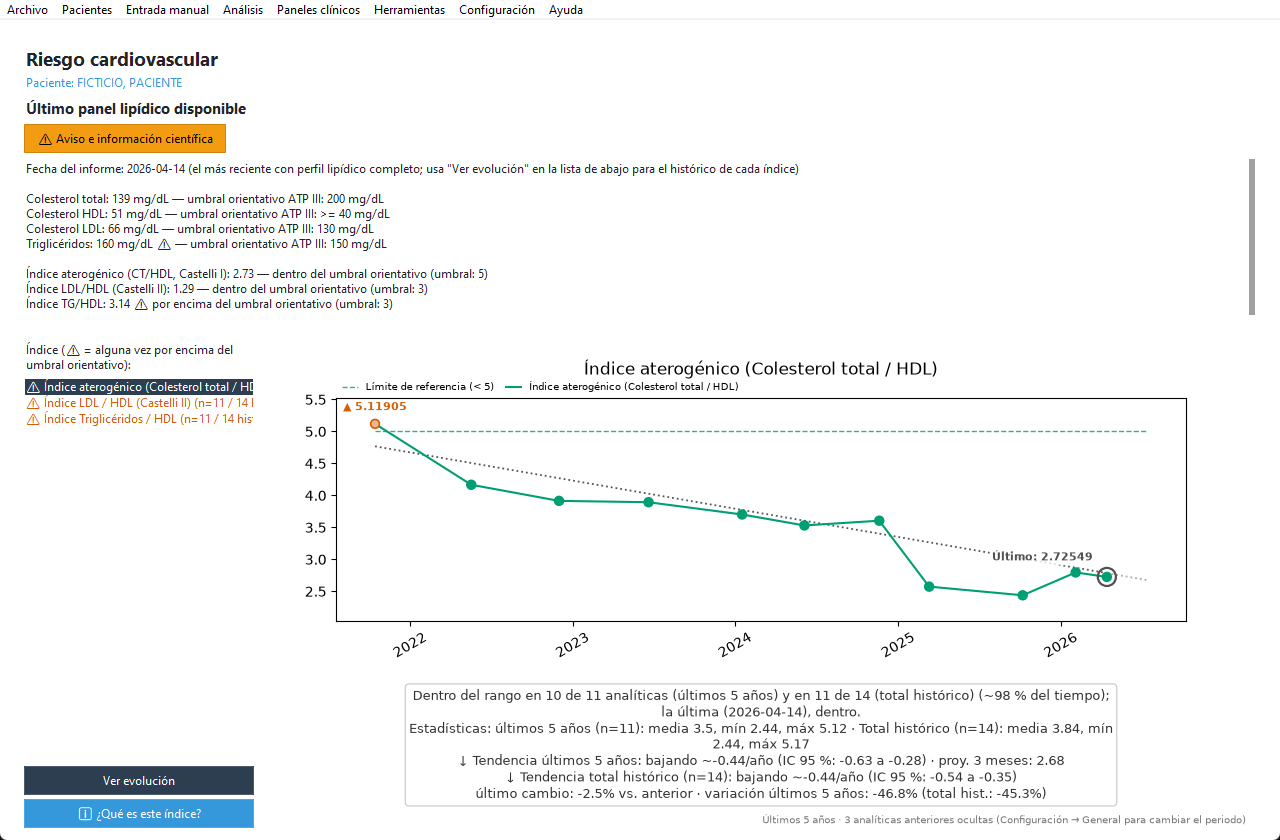 Archivo Pacientes Entrada manual Análisis Paneles clínicos Herramientas Configuración Ayuda
Riesgo cardiovascular
Paciente: FICTICIO, PACIENTE
Último panel lipídico disponible
⚠ Aviso e información científica
Fecha del informe: 2026-04-14 (el más reciente con perfil lipídico completo; usa "Ver evolución" en la lista de abajo para el histórico de cada índice)
Colesterol total: 139 mg/dL — umbral orientativo ATP III: 200 mg/dL
Colesterol HDL: 51 mg/dL — umbral orientativo ATP III: >= 40 mg/dL
Colesterol LDL: 66 mg/dL — umbral orientativo ATP III: 130 mg/dL
Triglicéridos: 160 mg/dL ⚠ — umbral orientativo ATP III: 150 mg/dL
Índice aterogénico (CT/HDL, Castelli I): 2.73 — dentro del umbral orientativo (umbral: 5)
Índice LDL/HDL (Castelli II): 1.29 — dentro del umbral orientativo (umbral: 3)
Índice TG/HDL: 3.14 ⚠ por encima del umbral orientativo (umbral: 3)
Índice (⚠ = alguna vez por encima del
umbral orientativo):
⚠ Índice aterogénico (Colesterol total / HD
⚠ Índice LDL / HDL (Castelli II) (n=11 / 14 l
⚠ Índice Triglicéridos / HDL (n=11 / 14 his
Índice aterogénico (Colesterol total / HDL)
Límite de referencia (< 5) Índice aterogénico (Colesterol total / HDL)
▲ 5.11905
5.5
5.0
4.5
4.0
3.5
3.0
2.5
Último: 2.72549
2022 2023 2024 2025 2026
Dentro del rango en 10 de 11 analíticas (últimos 5 años) y en 11 de 14 (total histórico) (~98 % del tiempo);
la última (2026-04-14), dentro.
Estadísticas: últimos 5 años (n=11): media 3.5, mín 2.44, máx 5.12 · Total histórico (n=14): media 3.84, mín
2.44, máx 5.17
↓ Tendencia últimos 5 años: bajando ~-0.44/año (IC 95 %: -0.63 a -0.28) · proy. 3 meses: 2.68
↓ Tendencia total histórico (n=14): bajando ~-0.44/año (IC 95 %: -0.54 a -0.35)
último cambio: -2.5% vs. anterior · variación últimos 5 años: -46.8% (total hist.: -45.3%)
Ver evolución
ℹ ¿Qué es este índice?
Últimos 5 años · 3 analíticas anteriores ocultas (Configuración → General para cambiar el periodo)